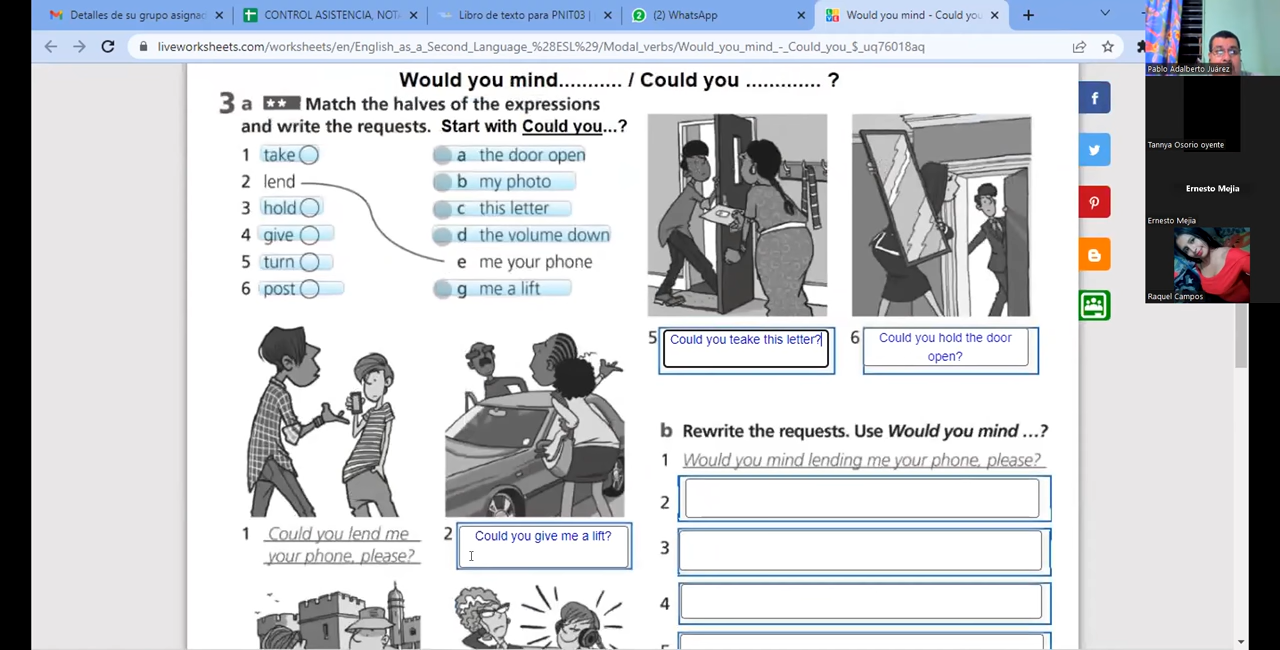 Detalles de su grupo asignad
CONTROL ASISTENCIA, NOT
Libro de texto para PNIT03 |
(2) WhatsApp
Would you mind - Could yo
liveworksheets.com/worksheets/en/English_as_a_Second_Language_%28ESL%29/Modal_verbs/Would_you_mind_-_Could_you_$_uq76018aq
Would you mind.......... / Could you ............. ?
3 a ★★ Match the halves of the expressions
and write the requests. Start with Could you...?
1 take
2 lend
3 hold
4 give
5 turn
6 post
a the door open
b my photo
c this letter
d the volume down
e me your phone
g me a lift
5 Could you teake this letter?
6 Could you hold the door
open?
1 Could you lend me
your phone, please?
2 Could you give me a lift?
b Rewrite the requests. Use Would you mind ...?
1 Would you mind lending me your phone, please?
2
3
4
Pablo Adalberto Juárez
Tannya Osorio oyente
Ernesto Mejia
Ernesto Mejia
Raquel Campos